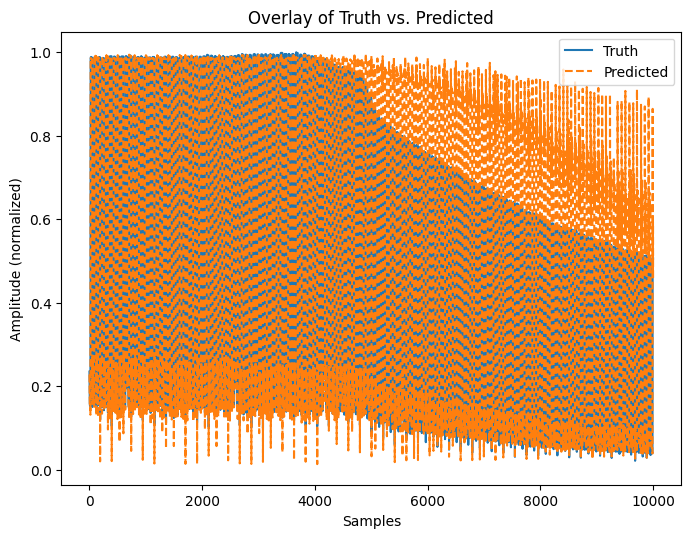 Overlay of Truth vs. Predicted
Truth
Predicted
Amplitude (normalized)
1.0
0.8
0.6
0.4
0.2
0.0
0
2000
4000
6000
8000
10000
Samples